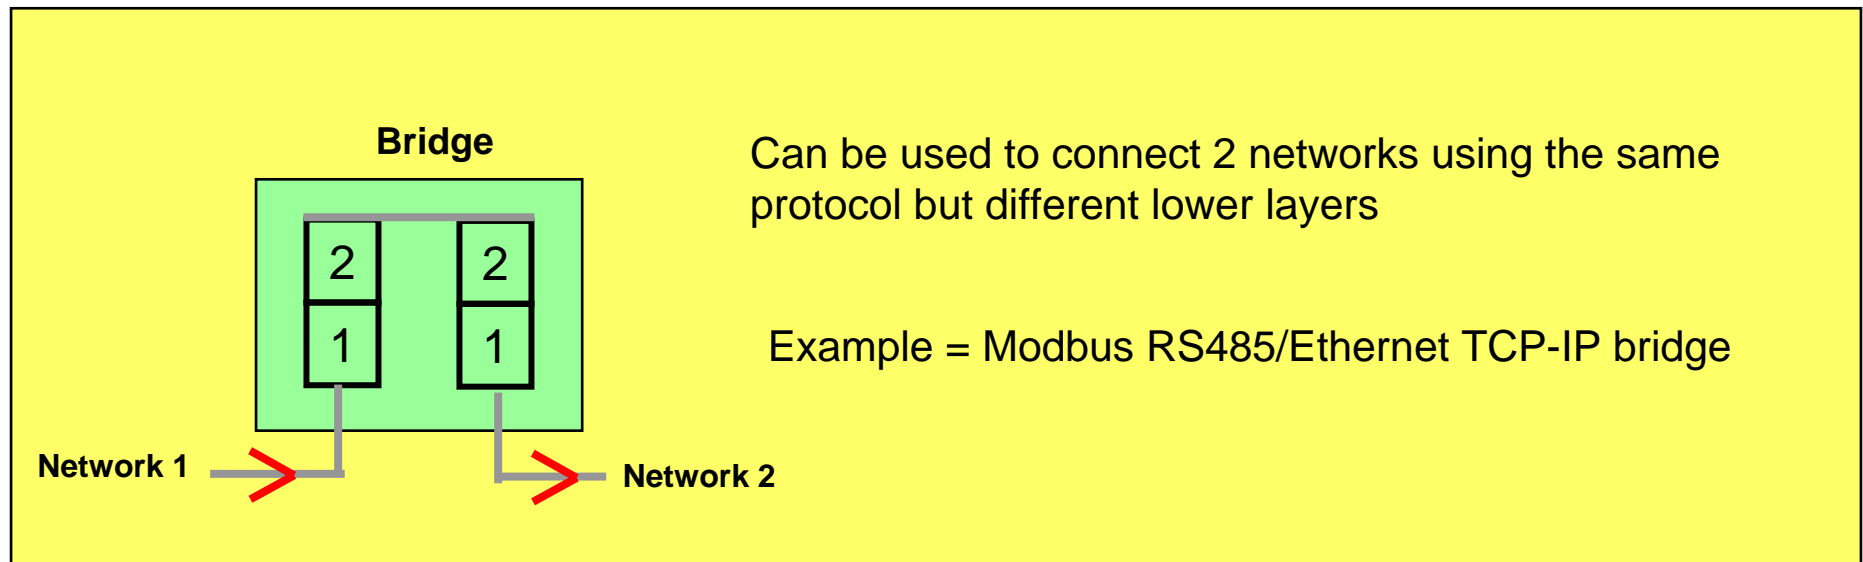 Bridge
Can be used to connect 2 networks using the same
protocol but different lower layers
2 2
1 1
Example = Modbus RS485/Ethernet TCP-IP bridge
Network 1
Network 2